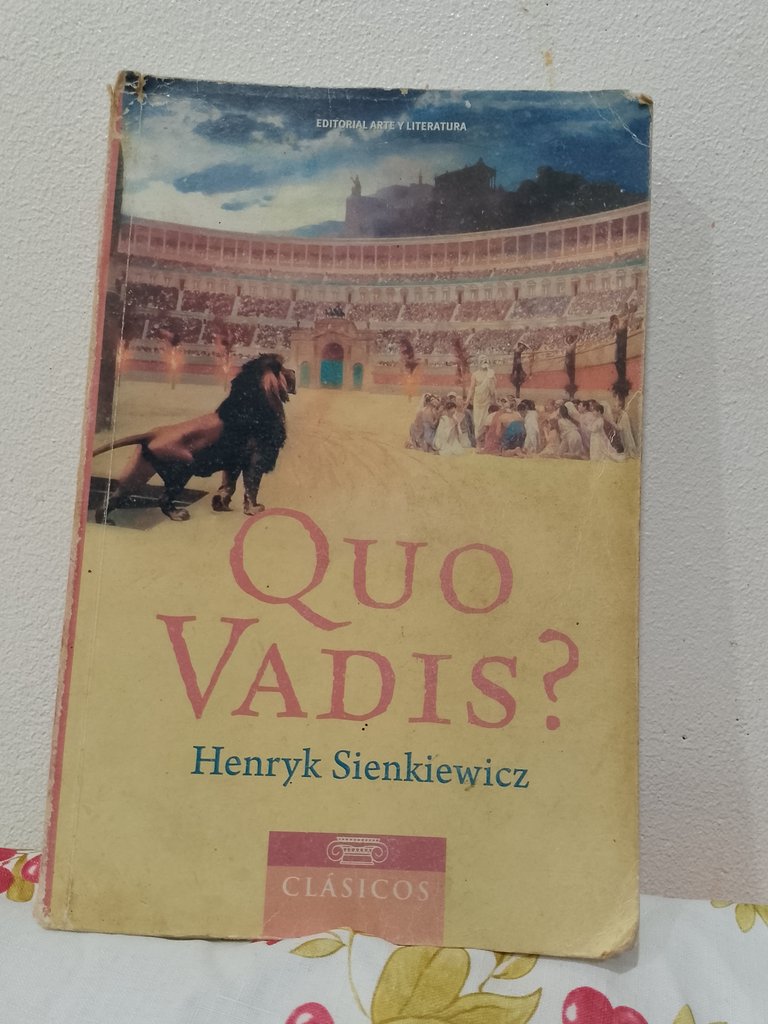 EDITORIAL ARTE Y LITERATURA
QUO
VADIS?
Henryk Sienkiewicz
CLÁSICOS